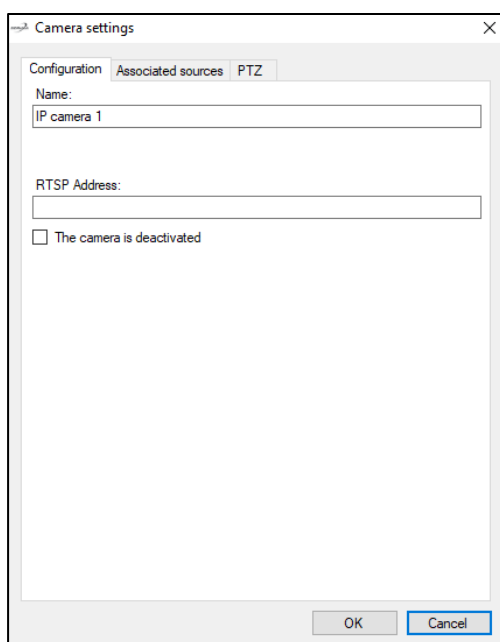 Camera settings
Configuration Associated sources PTZ
Name:
IP camera 1
RTSP Address:
The camera is deactivated
OK Cancel